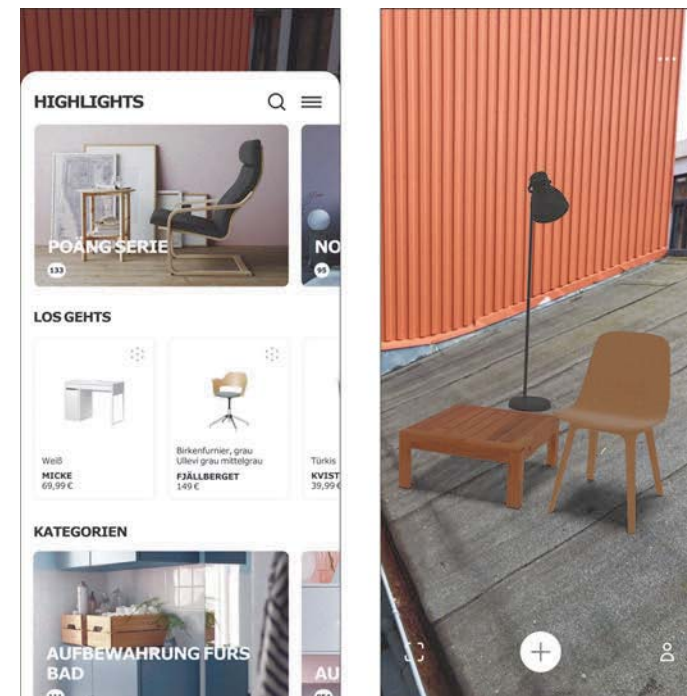 HIGHLIGHTS
POÄNG SERIE
133
NO
95
LOS GEHTS
Weiß
MICKE
69,99 €
Birkenfurnier, grau
Ullevi grau mittelgrau
FJÄLLBERGET
149 €
Türkis
KVIST
39,99 €
KATEGORIEN
AUFBEWAHRUNG FÜRS
BAD
AU